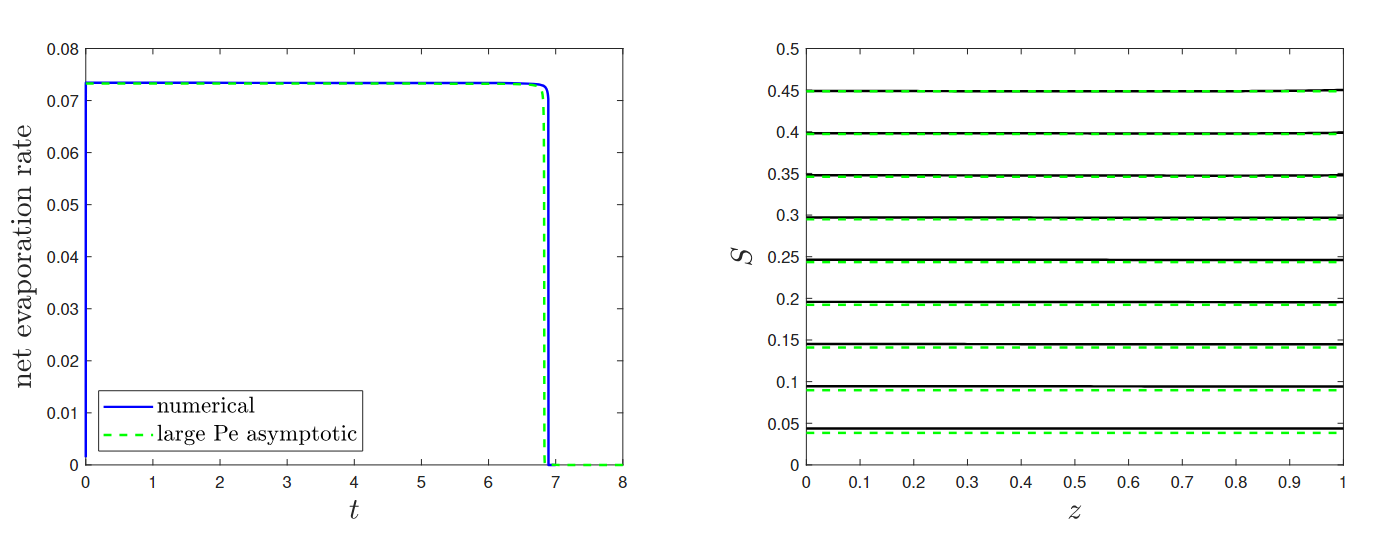 0.08
0.07
0.06
0.05
0.04
0.03
0.02
0.01
0
net evaporation rate
numerical
large Pe asymptotic
0 1 2 3 4 5 6 7 8
t
0.5
0.45
0.4
0.35
0.3
0.25
0.2
0.15
0.1
0.05
0
S
0 0.1 0.2 0.3 0.4 0.5 0.6 0.7 0.8 0.9 1
z